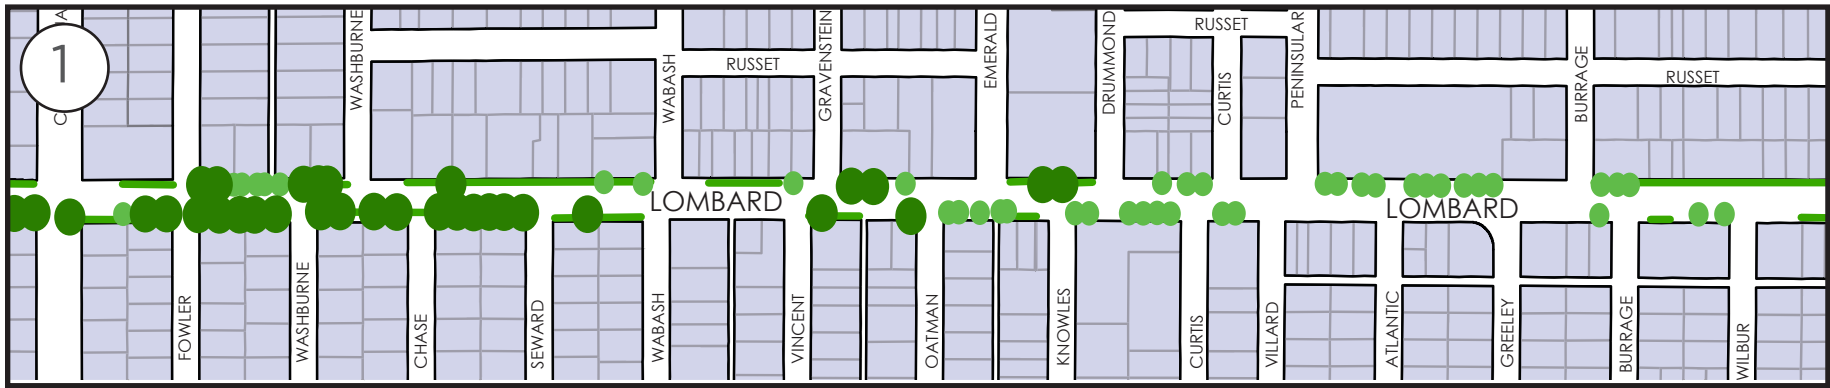 1
WASHBURNE
WABASH
RUSSET
GRAVENSTEIN
EMERALD
DRUMMOND
RUSSET
CURTIS
PENINSULAR
BURRAGE
RUSSET
LOMBARD
LOMBARD
FOWLER
WASHBURNE
CHASE
SEWARD
WABASH
VINCENT
OATMAN
KNOWLES
CURTIS
VILLARD
ATLANTIC
GREELEY
BURRAGE
WILBUR